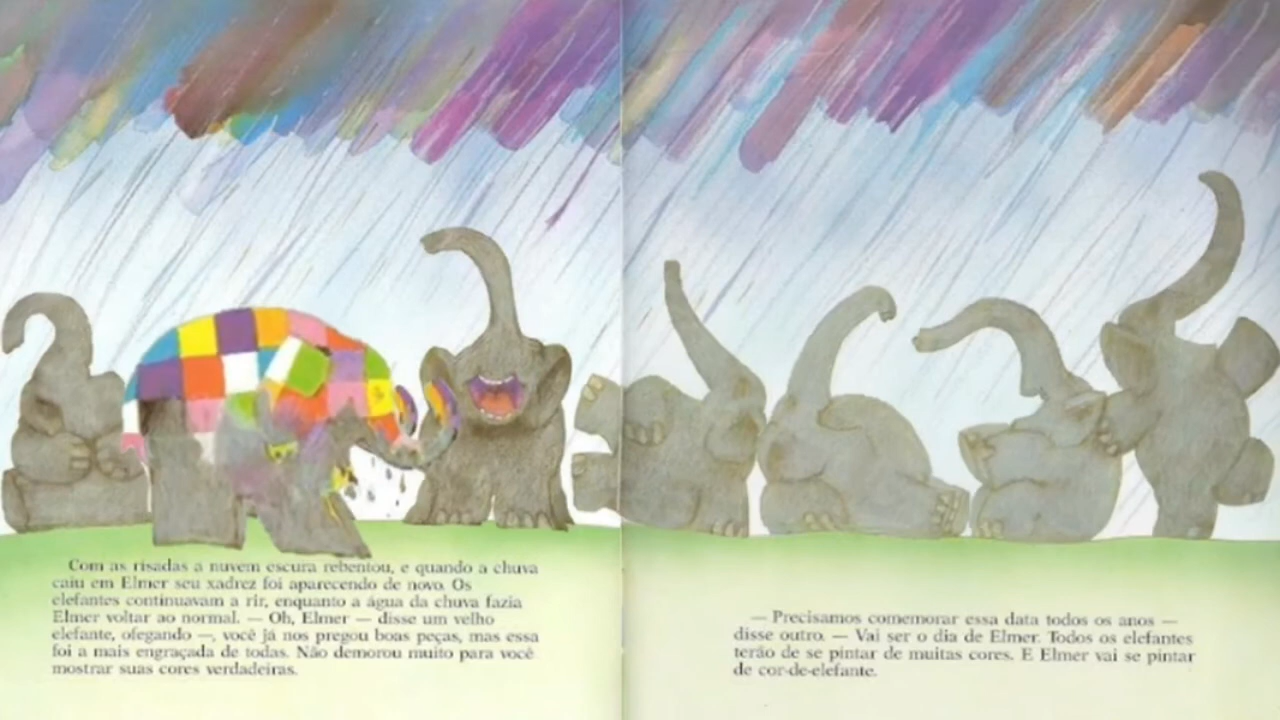 Com as risadas a nuvem escura rebentou, e quando a chuva
caiu em Elmer seu xadrez foi aparecendo de novo. Os
elefantes continuavam a rir, enquanto a água da chuva fazia
Elmer voltar ao normal. — Oh, Elmer — disse um velho
elefante, ofegando —, você já nos pregou boas peças, mas essa
foi a mais engraçada de todas. Não demorou muito para você
mostrar suas cores verdadeiras.
— Precisamos comemorar essa data todos os anos —
disse outro. — Vai ser o dia de Elmer. Todos os elefantes
terão de se pintar de muitas cores. E Elmer vai se pintar
de cor-de-elefante.